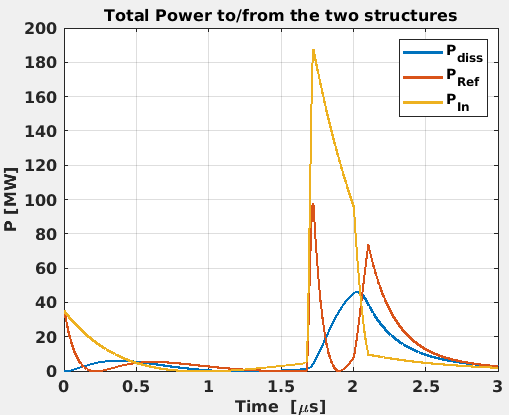 Total Power to/from the two structures
P [MW]
200
180
160
140
120
100
80
60
40
20
0
P_diss
P_Ref
P_In
0 0.5 1 1.5 2 2.5 3
Time [μs]